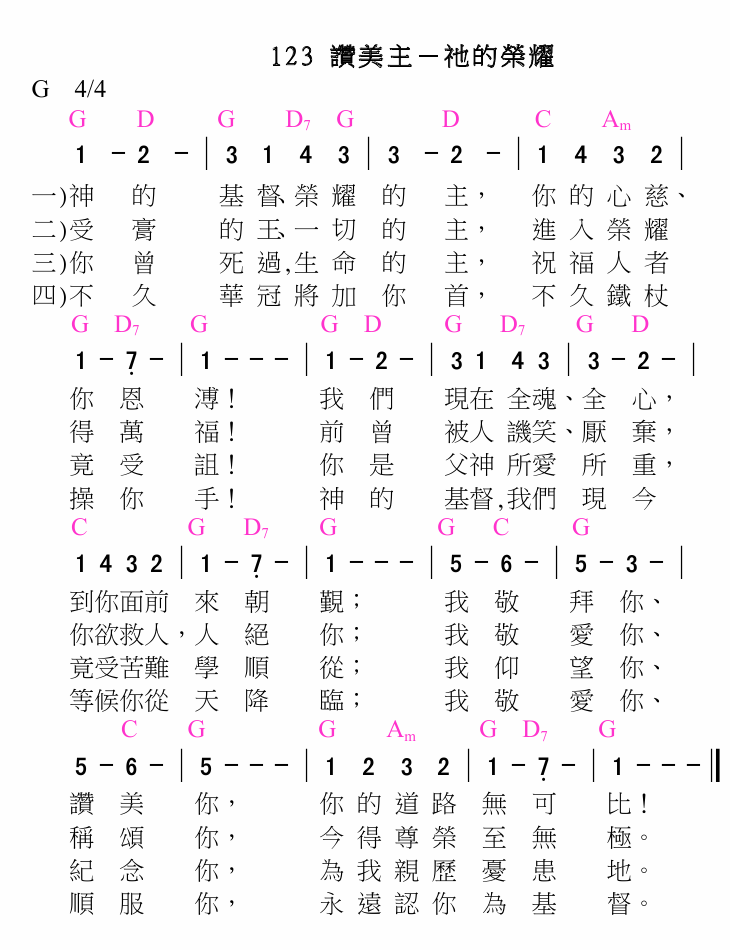 123 讚美主－祂的榮耀
G 4/4
G D G D7 G D C Am
1 － 2 － | 3 1 4 3 | 3 － 2 － | 1 4 3 2 |
一)神 的 基 督、榮 耀 的 主， 你 的 心 慈、
二)受 膏 的 王、一 切 的 主， 進 入 榮 耀
三)你 曾 死 過,生 命 的 主， 祝 福 人 者
四)不 久 華 冠 將 加 你 首， 不 久 鐵 杖
G D7 G G D G D7 G D
1 － 7 － | 1 － － － | 1 － 2 － | 3 1 4 3 | 3 － 2 － |
你 恩 溥！ 我 們 現在 全魂、全 心，
得 萬 福！ 前 曾 被人 譏笑、厭 棄，
竟 受 詛！ 你 是 父神 所愛 所 重，
操 你 手！ 神 的 基督,我們 現 今
C G D7 G G C G
1 4 3 2 | 1 － 7 － | 1 － － － | 5 － 6 － | 5 － 3 － |
到你面前 來 朝 覲； 我 敬 拜 你、
你欲救人，人 絕 你； 我 敬 愛 你、
竟受苦難 學 順 從； 我 仰 望 你、
等候你從 天 降 臨； 我 敬 愛 你、
C G G Am G D7 G
5 － 6 － | 5 － － － | 1 2 3 2 | 1 － 7 － | 1 － － － ||
讚 美 你， 你 的 道 路 無 可 比！
稱 頌 你， 今 得 尊 榮 至 無 極。
紀 念 你， 為 我 親 歷 憂 患 地。
順 服 你， 永 遠 認 你 為 基 督。